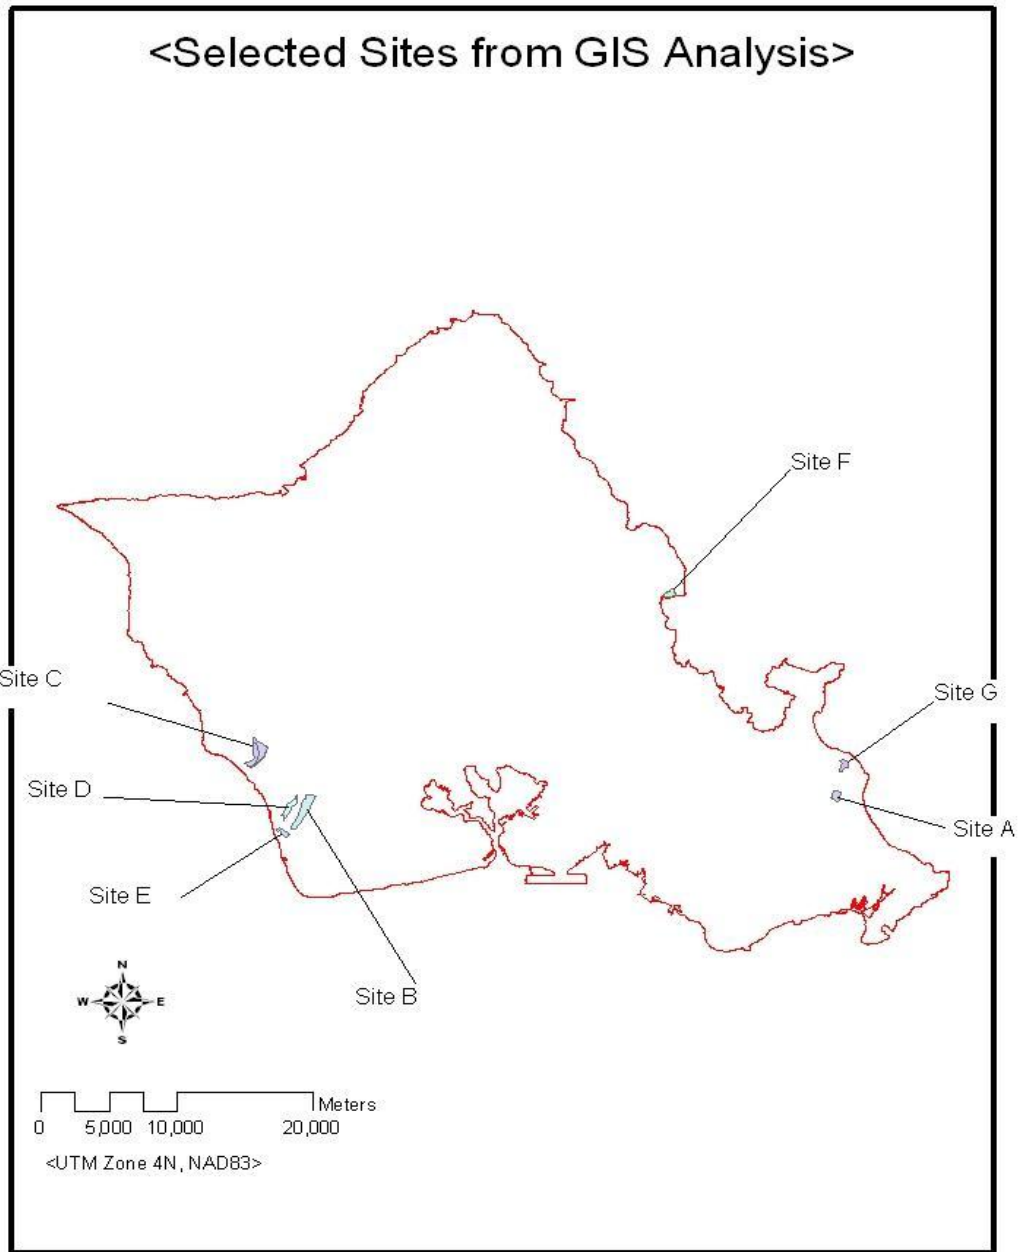 <Selected Sites from GIS Analysis>
Site F
Site C
Site G
Site D
Site A
Site E
Site B
N
W E
S
Meters
0 5,000 10,000 20,000
<UTM Zone 4N, NAD83>